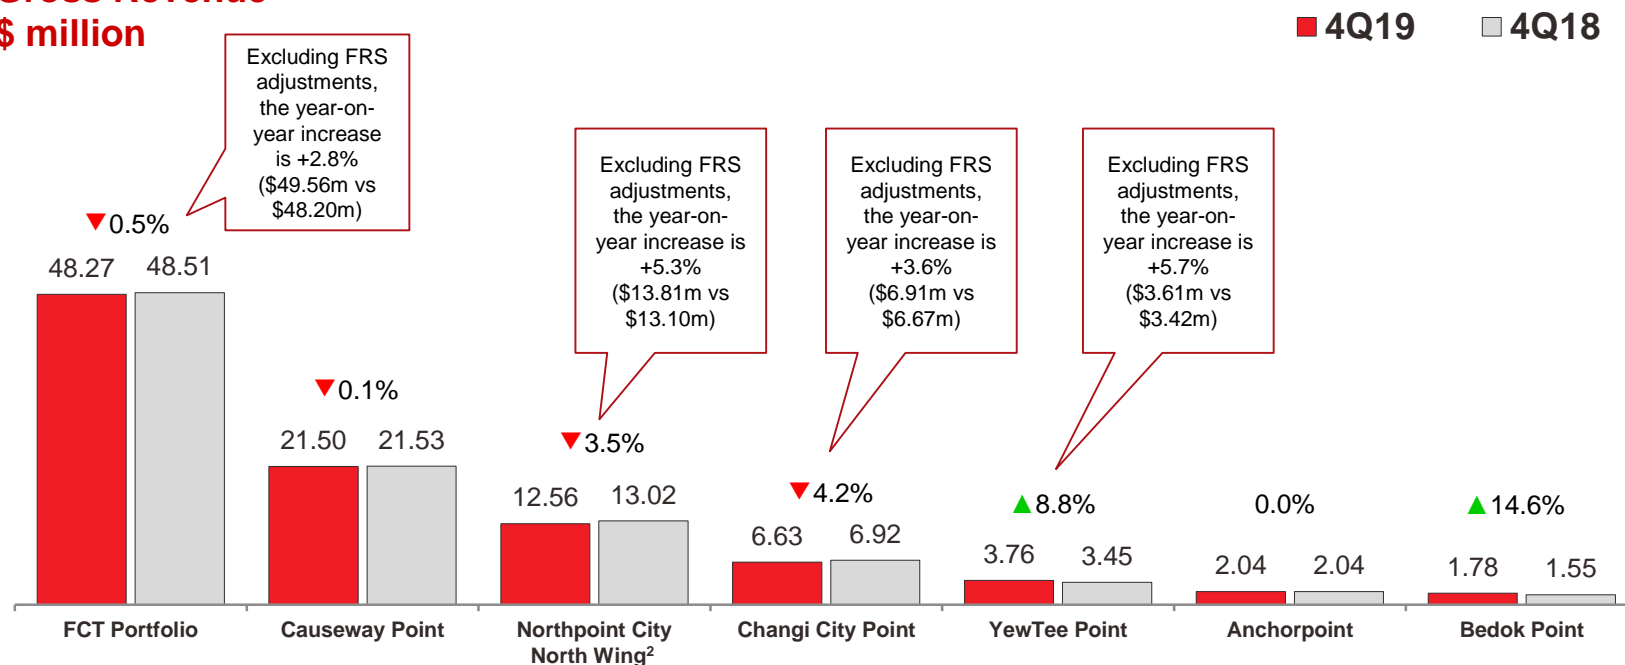 $ million
4Q19
4Q18
Excluding FRS
adjustments,
the year-on-
year increase
is +2.8%
($49.56m vs
$48.20m)
Excluding FRS
adjustments,
the year-on-
year increase is
+5.3%
($13.81m vs
$13.10m)
Excluding FRS
adjustments,
the year-on-
year increase is
+3.6%
($6.91m vs
$6.67m)
Excluding FRS
adjustments,
the year-on-
year increase is
+5.7%
($3.61m vs
$3.42m)
▼0.5%
48.27 48.51
▼0.1%
21.50 21.53
▼3.5%
12.56 13.02
▼4.2%
6.63 6.92
▲8.8%
3.76 3.45
0.0%
2.04 2.04
▲14.6%
1.78 1.55
FCT Portfolio
Causeway Point
Northpoint City
North Wing²
Changi City Point
YewTee Point
Anchorpoint
Bedok Point